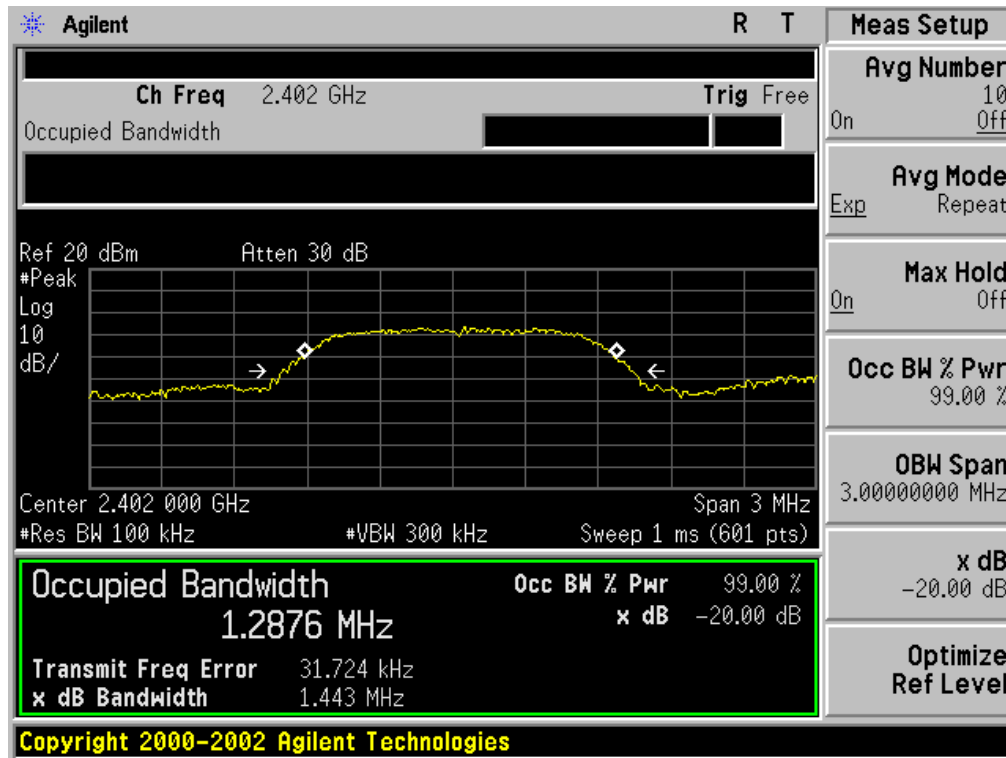 Agilent R T Meas Setup
Ch Freq 2.402 GHz Trig Free
Occupied Bandwidth
Ref 20 dBm Atten 30 dB
#Peak
Log
10
dB/
Center 2.402 000 GHz Span 3 MHz
#Res BW 100 kHz #VBW 300 kHz Sweep 1 ms (601 pts)
Occupied Bandwidth Occ BW % Pwr 99.00 %
1.2876 MHz x dB -20.00 dB
Transmit Freq Error 31.724 kHz
x dB Bandwidth 1.443 MHz
Copyright 2000-2002 Agilent Technologies
Avg Number
10
On Off
Avg Mode
Exp Repeat
Max Hold
On Off
Occ BW % Pwr
99.00 %
OBW Span
3.00000000 MHz
x dB
-20.00 dB
Optimize
Ref Level